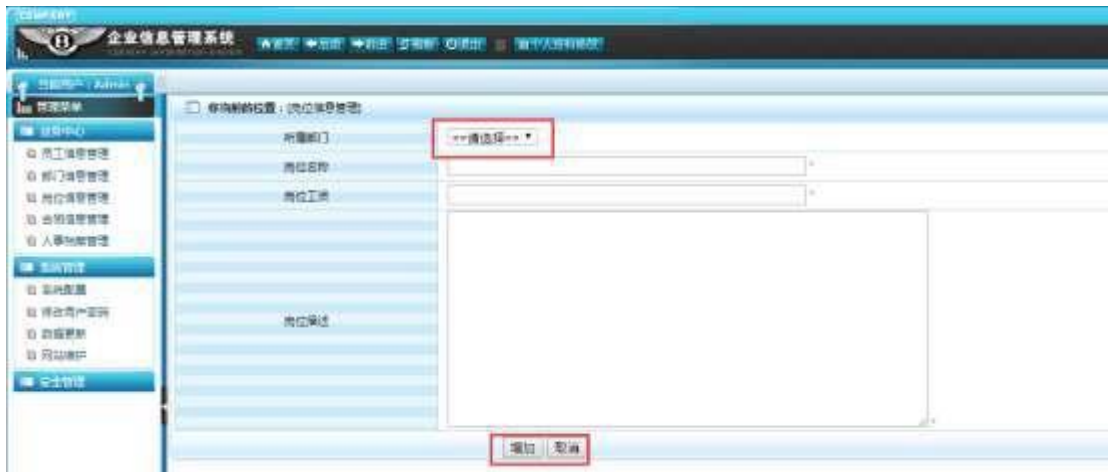 COMPANY
企业信息管理系统
首页 后退 前进 刷新 退出 个人资料修改
当前用户：Admin
管理菜单
你当前的位置：[岗位信息管理]
员工信息管理
部门信息管理
岗位信息管理
合同信息管理
人事档案管理
系统管理
系统配置
修改用户密码
数据更新
网站维护
安全管理
所属部门
==请选择==
岗位名称
*
岗位工资
*
岗位描述
*
增加 取消